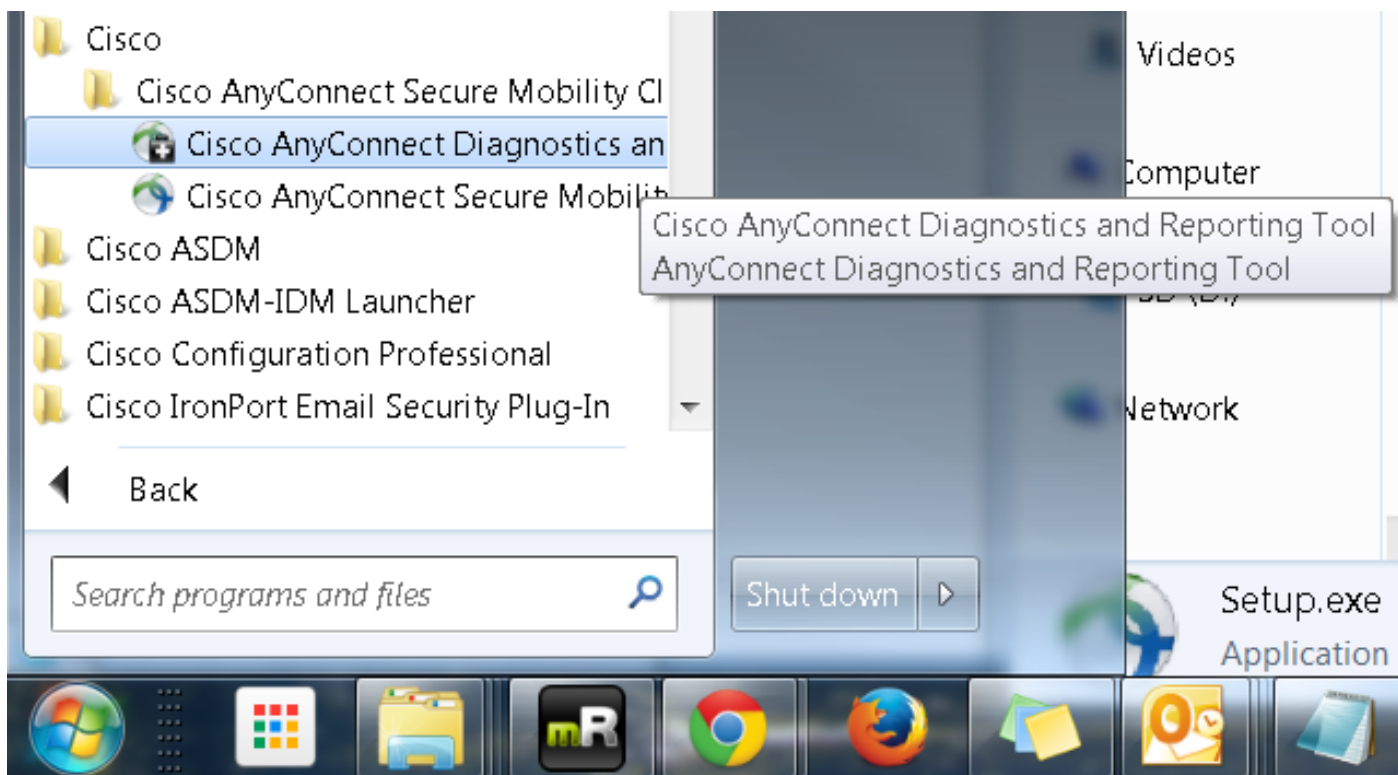 Cisco
Cisco AnyConnect Secure Mobility Cl
Cisco AnyConnect Diagnostics an
Cisco AnyConnect Secure Mobilit
Cisco ASDM
Cisco ASDM-IDM Launcher
Cisco Configuration Professional
Cisco IronPort Email Security Plug-In
Back
Search programs and files
Shut down
Cisco AnyConnect Diagnostics and Reporting Tool
AnyConnect Diagnostics and Reporting Tool
Videos
Computer
Network
Setup.exe
Application
mR